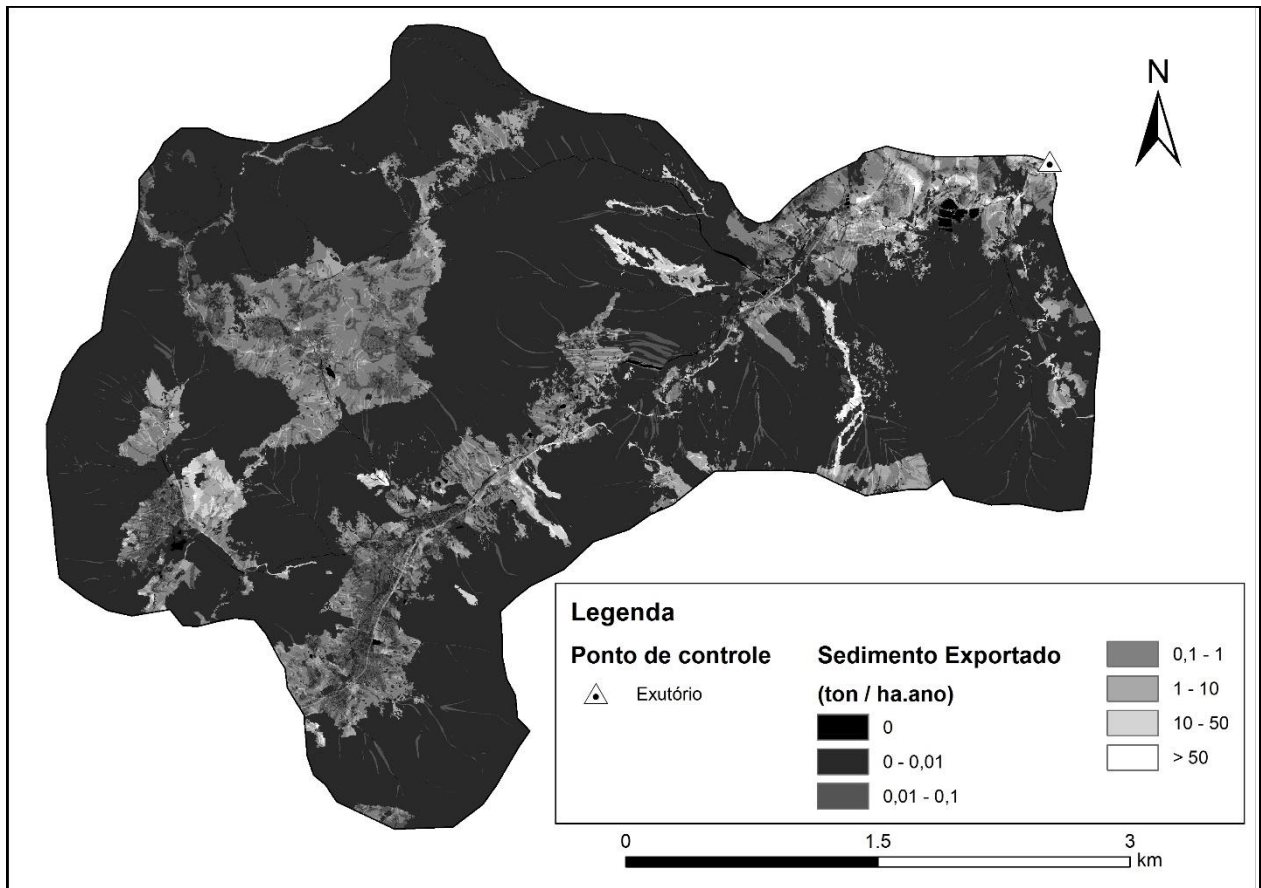 N
Legenda
Ponto de controle
Exutório
Sedimento Exportado
(ton / ha.ano)
0
0 - 0,01
0,01 - 0,1
0,1 - 1
1 - 10
10 - 50
> 50
0 1.5 3
km